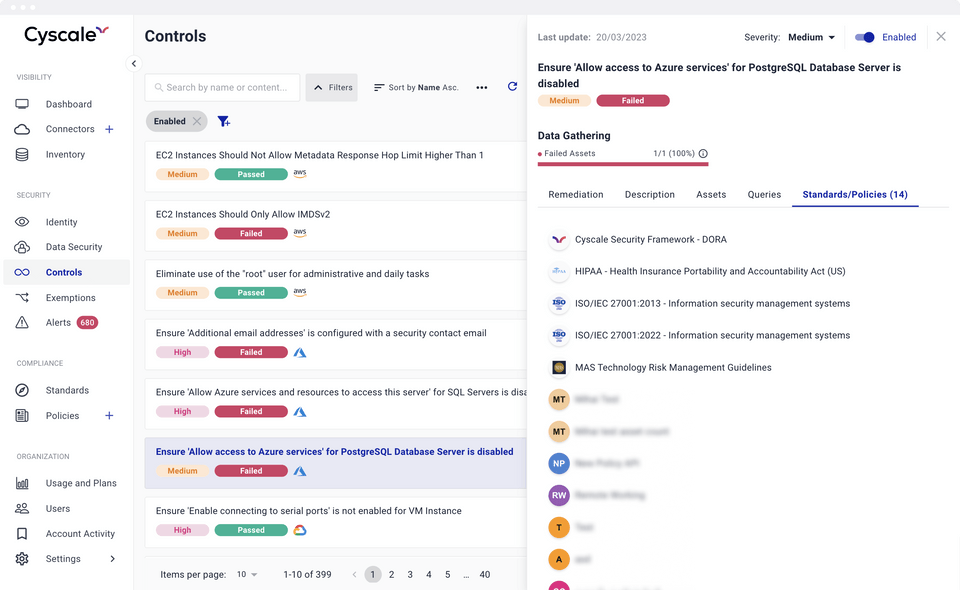 Cyscale
VISIBILITY
Dashboard
Connectors
Inventory
SECURITY
Identity
Data Security
Controls
Exemptions
Alerts 680
COMPLIANCE
Standards
Policies
ORGANIZATION
Usage and Plans
Users
Account Activity
Settings
Controls
Search by name or content...
Filters
Sort by Name Asc.
Enabled
EC2 Instances Should Not Allow Metadata Response Hop Limit Higher Than 1
Medium Passed aws
EC2 Instances Should Only Allow IMDSv2
Medium Failed aws
Eliminate use of the "root" user for administrative and daily tasks
Medium Passed aws
Ensure 'Additional email addresses' is configured with a security contact email
High Failed
Ensure 'Allow Azure services and resources to access this server' for SQL Servers is disa
High Failed
Ensure 'Allow access to Azure services' for PostgreSQL Database Server is disabled
Medium Failed
Ensure 'Enable connecting to serial ports' is not enabled for VM Instance
High Passed
Items per page: 10 1-10 of 399 1 2 3 4 5 ... 40
Last update: 20/03/2023 Severity: Medium Enabled
Ensure 'Allow access to Azure services' for PostgreSQL Database Server is
disabled
Medium Failed
Data Gathering
Failed Assets 1/1 (100%)
Remediation Description Assets Queries Standards/Policies (14)
Cyscale Security Framework - DORA
HIPAA HIPAA - Health Insurance Portability and Accountability Act (US)
ISO ISO/IEC 27001:2013 - Information security management systems
ISO ISO/IEC 27001:2022 - Information security management systems
MAS Technology Risk Management Guidelines
MT
MT
NP
RW
T
A